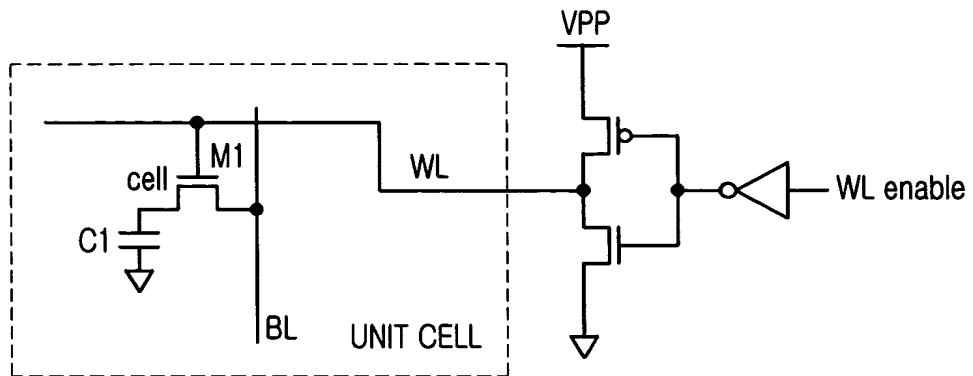 VPP
M1
cell
WL
WL enable
C1
BL
UNIT CELL